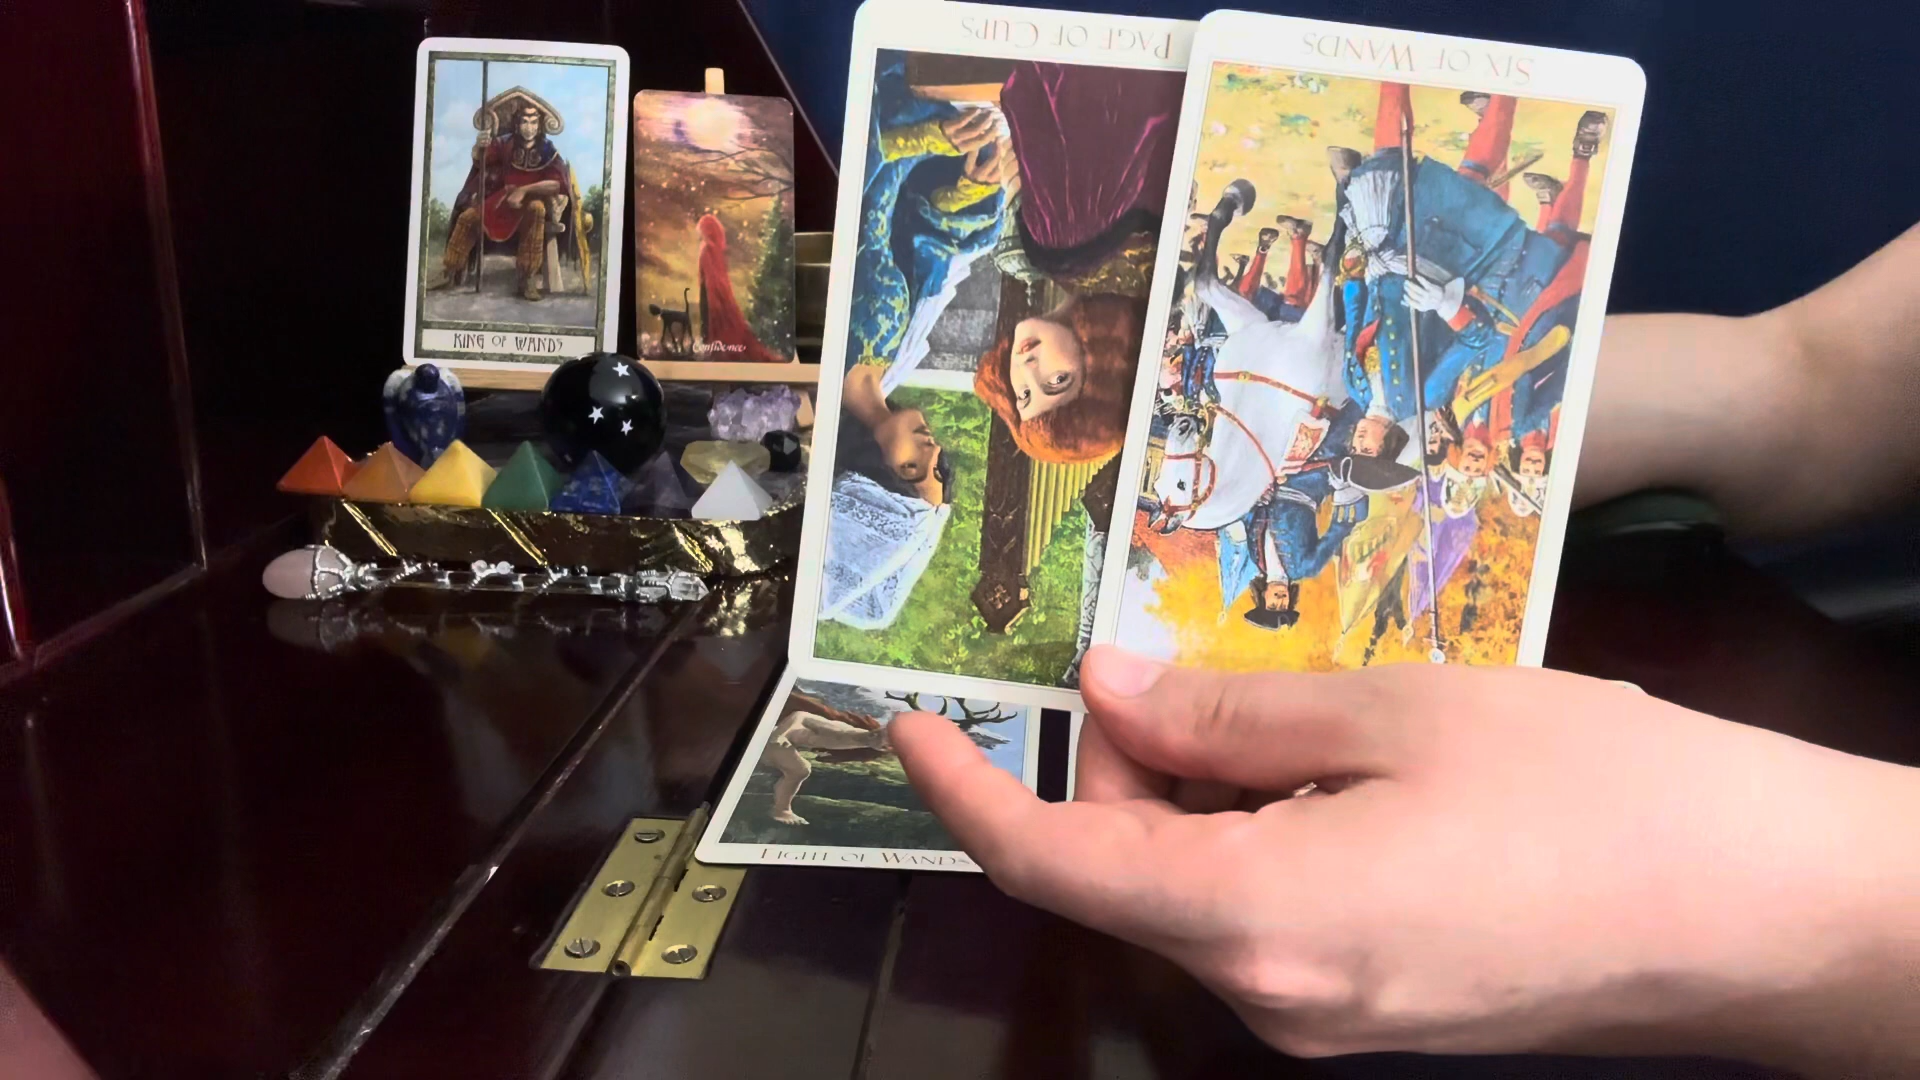 PAGE OF CUPS
SIX OF WANDS
KING OF WANDS
Confidence
EIGHT OF WANDS